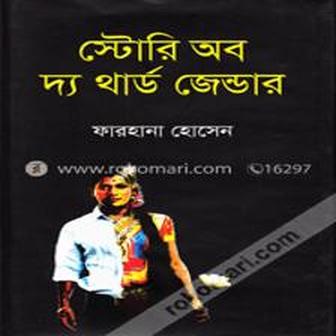 স্টোরি অব
দ্য থার্ড জেন্ডার
ফারহানা হোসেন
www.rokomari.com 16297
rokomari.com